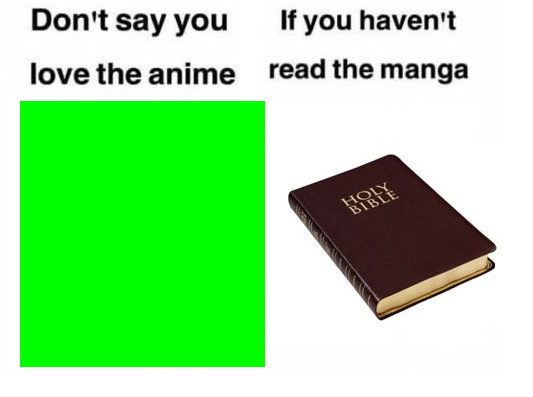 Don't say you
love the anime
If you haven't
read the manga
HOLY
BIBLE